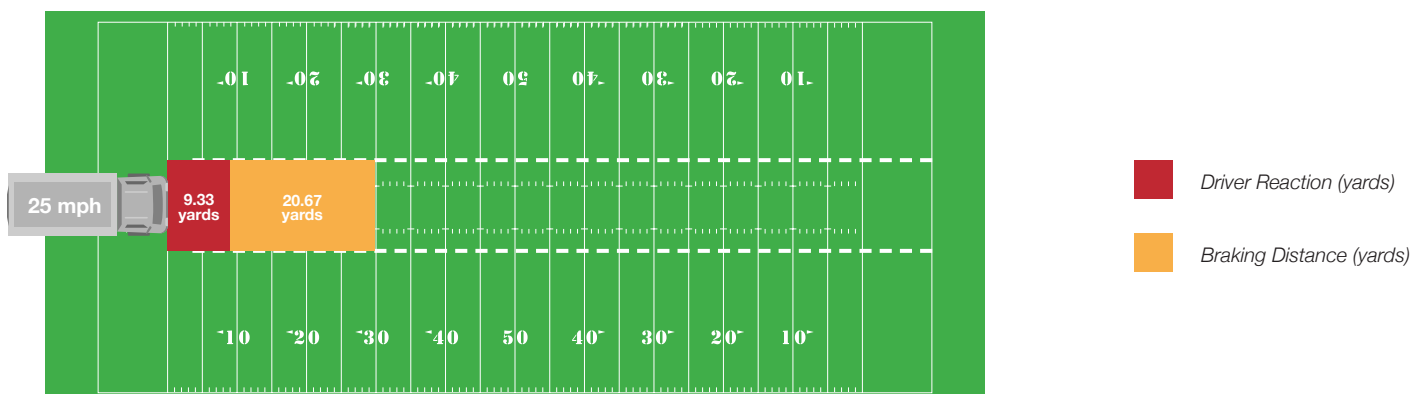 10 20 30 40 50 40 30 20 10
25 mph
9.33
yards
20.67
yards
10 20 30 40 50 40 30 20 10
Driver Reaction (yards)
Braking Distance (yards)